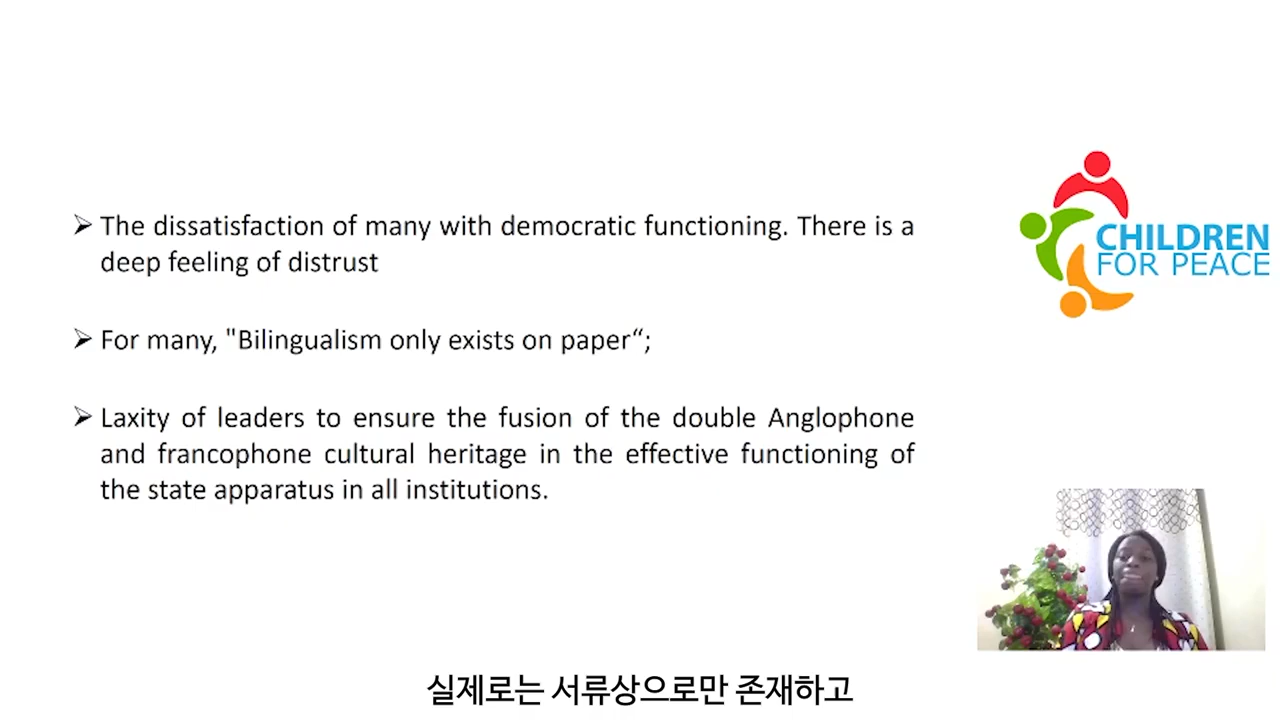 The dissatisfaction of many with democratic functioning. There is a
deep feeling of distrust
For many, "Bilingualism only exists on paper“;
Laxity of leaders to ensure the fusion of the double Anglophone
and francophone cultural heritage in the effective functioning of
the state apparatus in all institutions.
CHILDREN
FOR PEACE
실제로는 서류상으로만 존재하고